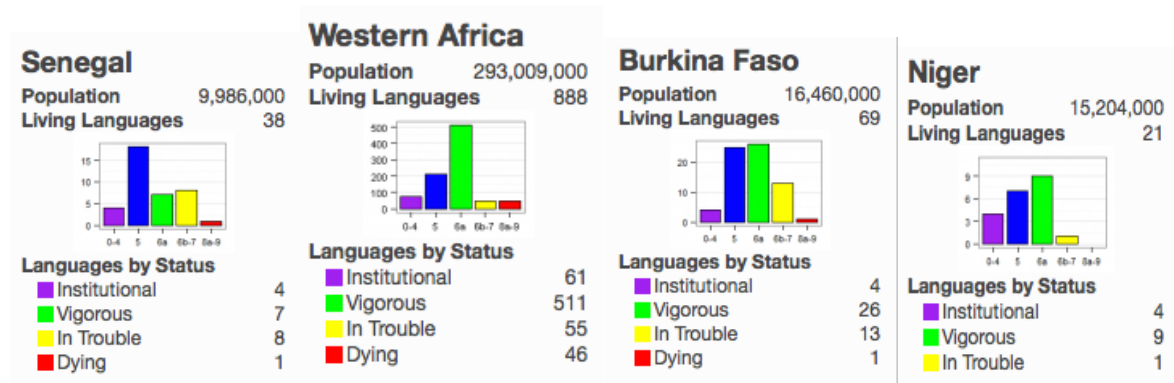 Senegal
Population 9,986,000
Living Languages 38
15
10
5
0
0-4 5 6a 6b-7 8a-9
Languages by Status
Institutional 4
Vigorous 7
In Trouble 8
Dying 1
Western Africa
Population 293,009,000
Living Languages 888
500
400
300
200
100
0
0-4 5 6a 6b-7 8a-9
Languages by Status
Institutional 61
Vigorous 511
In Trouble 55
Dying 46
Burkina Faso
Population 16,460,000
Living Languages 69
20
10
0
0-4 5 6a 6b-7 8a-9
Languages by Status
Institutional 4
Vigorous 26
In Trouble 13
Dying 1
Niger
Population 15,204,000
Living Languages 21
9
6
3
0
0-4 5 6a 6b-7 8a-9
Languages by Status
Institutional 4
Vigorous 9
In Trouble 1